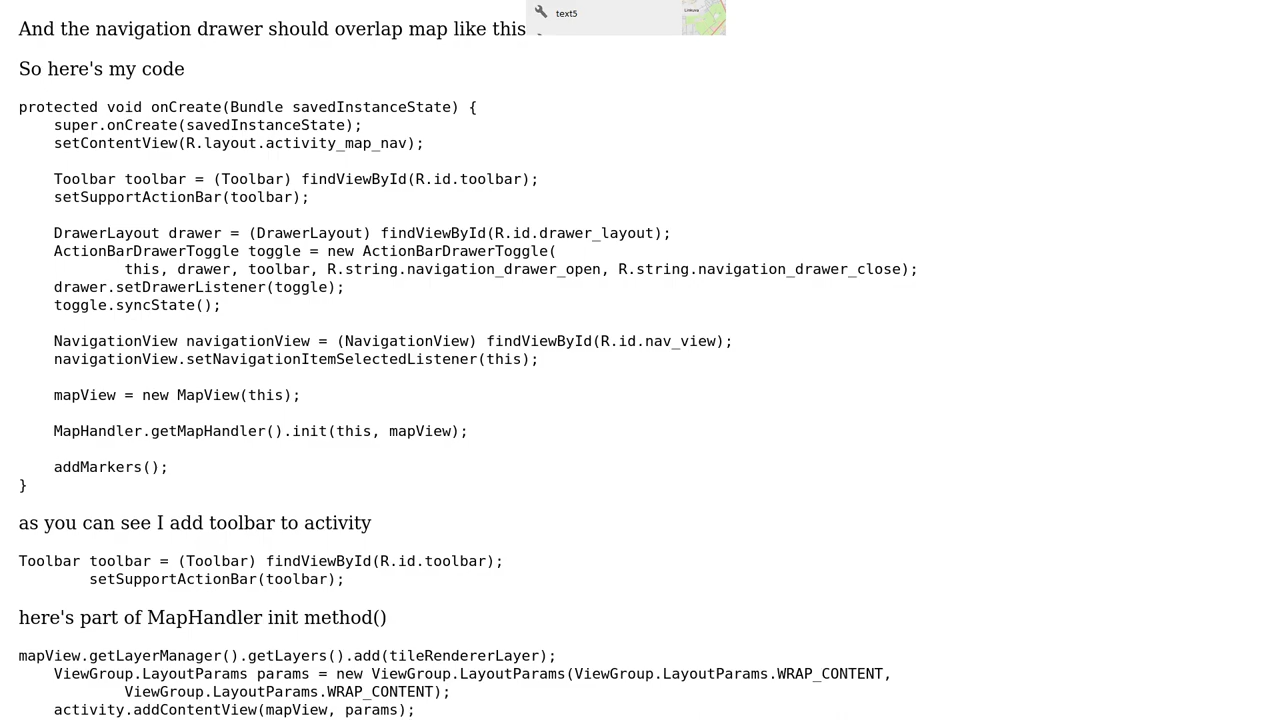 text5
Linkova
And the navigation drawer should overlap map like this
So here's my code
protected void onCreate(Bundle savedInstanceState) {
    super.onCreate(savedInstanceState);
    setContentView(R.layout.activity_map_nav);
    Toolbar toolbar = (Toolbar) findViewById(R.id.toolbar);
    setSupportActionBar(toolbar);
    DrawerLayout drawer = (DrawerLayout) findViewById(R.id.drawer_layout);
    ActionBarDrawerToggle toggle = new ActionBarDrawerToggle(
            this, drawer, toolbar, R.string.navigation_drawer_open, R.string.navigation_drawer_close);
    drawer.setDrawerListener(toggle);
    toggle.syncState();
    NavigationView navigationView = (NavigationView) findViewById(R.id.nav_view);
    navigationView.setNavigationItemSelectedListener(this);
    mapView = new MapView(this);
    MapHandler.getMapHandler().init(this, mapView);
    addMarkers();
}
as you can see I add toolbar to activity
Toolbar toolbar = (Toolbar) findViewById(R.id.toolbar);
        setSupportActionBar(toolbar);
here's part of MapHandler init method()
mapView.getLayerManager().getLayers().add(tileRendererLayer);
    ViewGroup.LayoutParams params = new ViewGroup.LayoutParams(ViewGroup.LayoutParams.WRAP_CONTENT,
            ViewGroup.LayoutParams.WRAP_CONTENT);
    activity.addContentView(mapView, params);